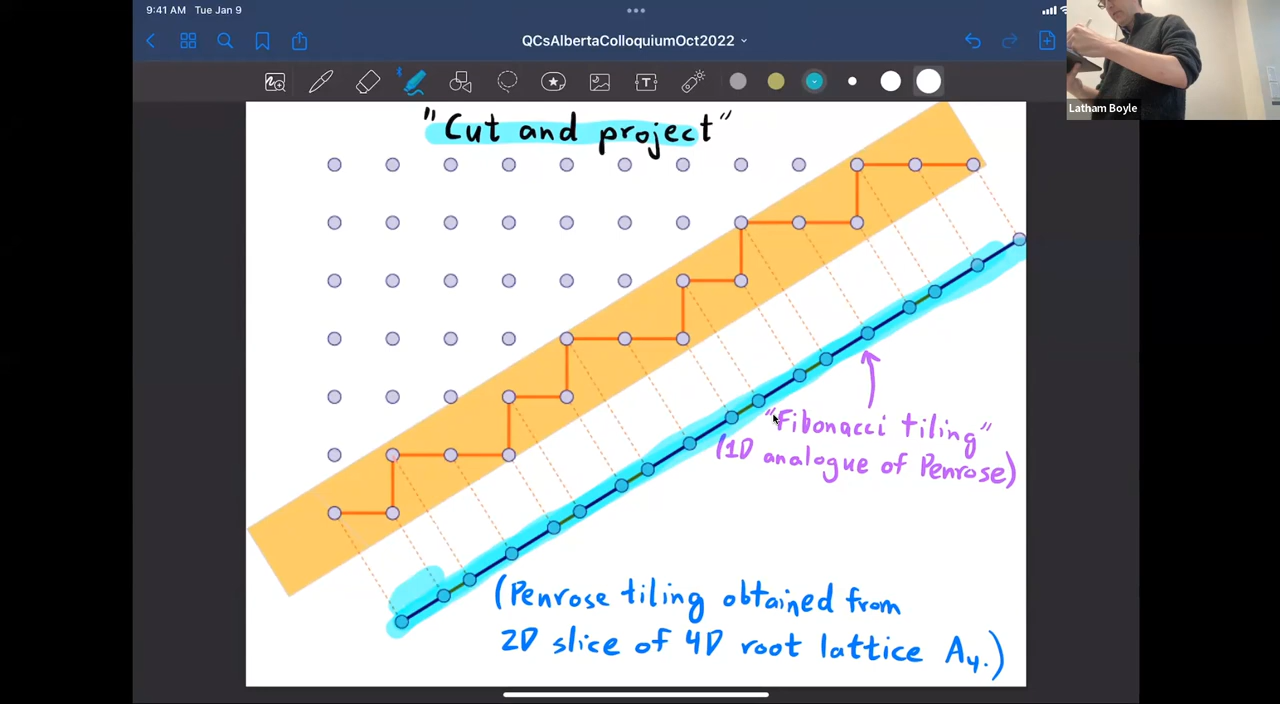 9:41 AM Tue Jan 9
QCsAlbertaColloquiumOct2022
Latham Boyle
"Cut and project"
"Fibonacci tiling"
(1D analogue of Penrose)
(Penrose tiling obtained from
2D slice of 4D root lattice A₄.)